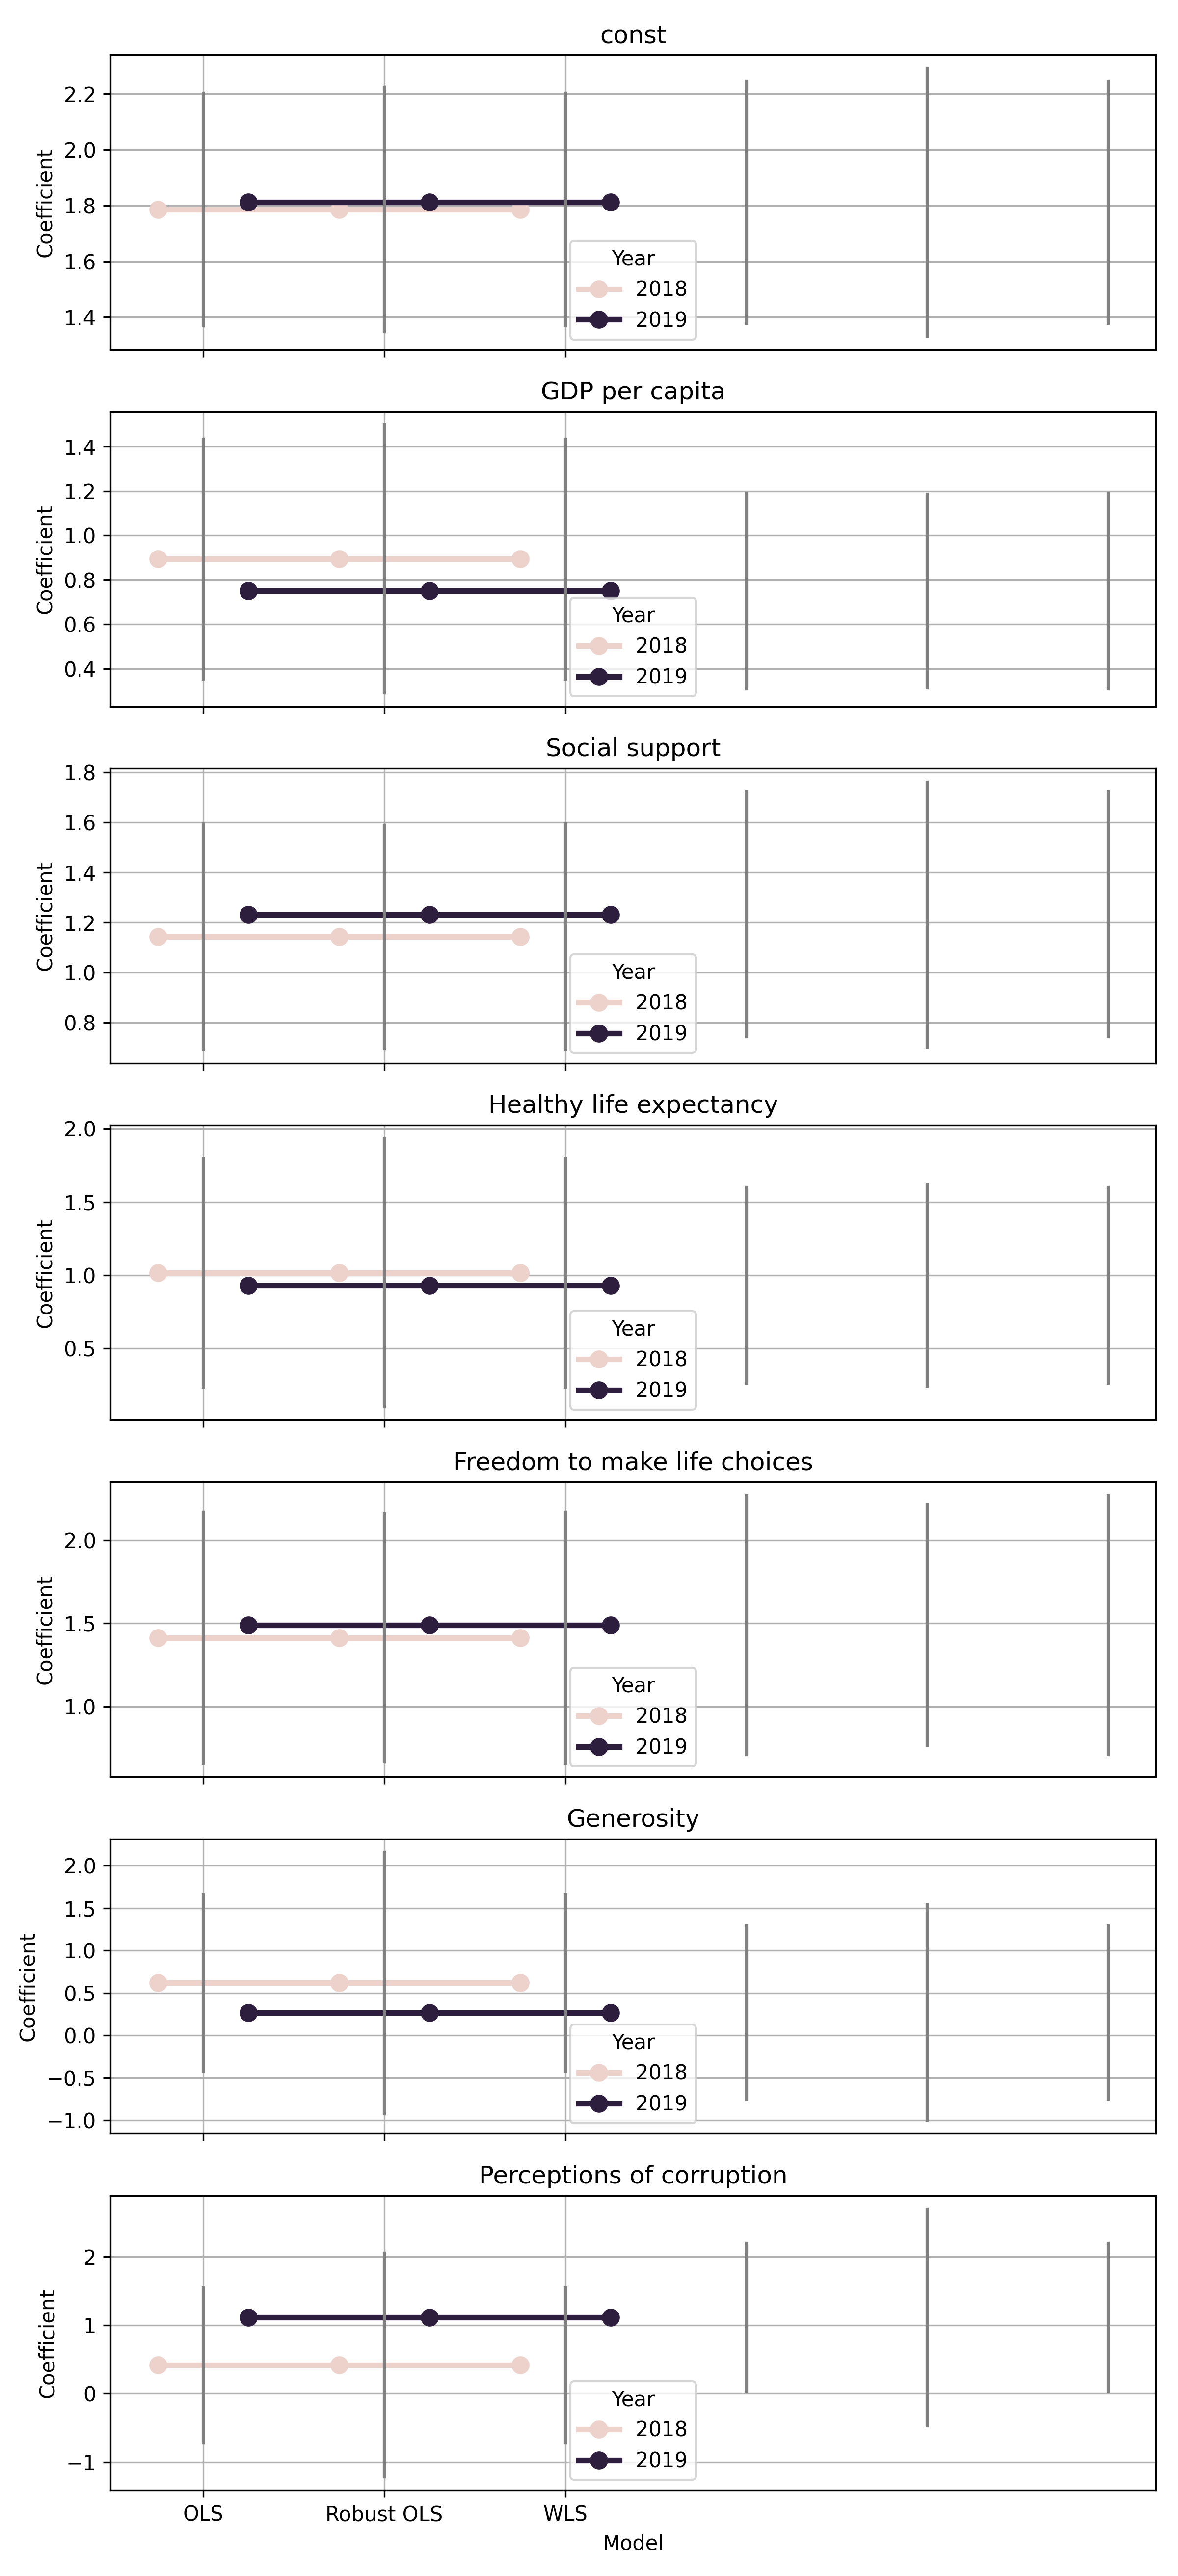 const
2.2
2.0
1.8
1.6
1.4
Coefficient
Year
2018
2019
GDP per capita
1.4
1.2
1.0
0.8
0.6
0.4
Coefficient
Year
2018
2019
Social support
1.8
1.6
1.4
1.2
1.0
0.8
Coefficient
Year
2018
2019
Healthy life expectancy
2.0
1.5
1.0
0.5
Coefficient
Year
2018
2019
Freedom to make life choices
2.0
1.5
1.0
Coefficient
Year
2018
2019
Generosity
2.0
1.5
1.0
0.5
0.0
−0.5
−1.0
Coefficient
Year
2018
2019
Perceptions of corruption
2
1
0
−1
Coefficient
Year
2018
2019
OLS Robust OLS WLS
Model